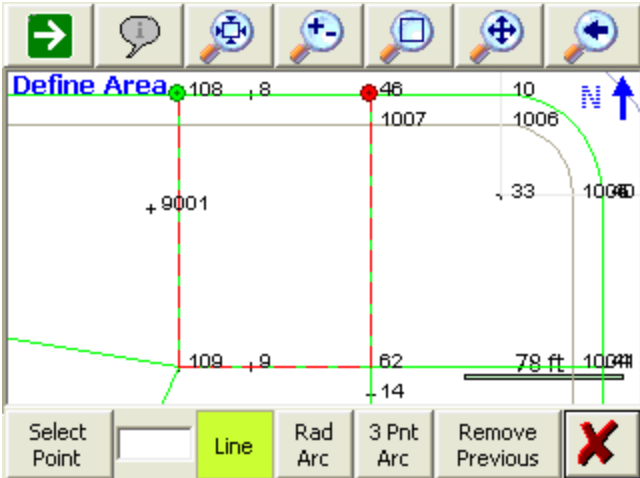 Define Area
108
8
46
10
N
1007
1006
33
9001
109
9
62
78 ft
14
Select Point
Line
Rad Arc
3 Pnt Arc
Remove Previous